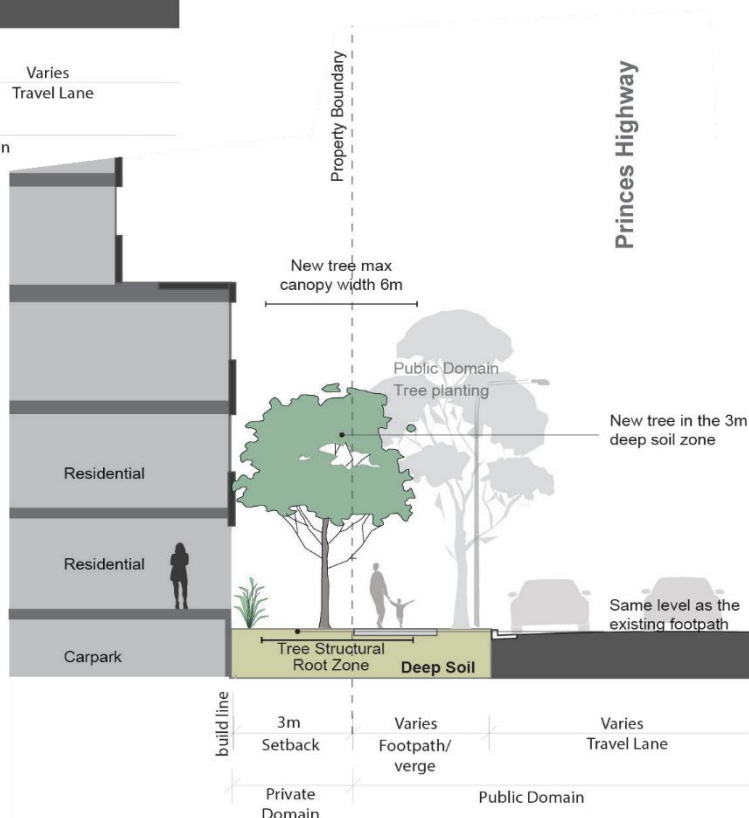 Varies
Travel Lane
n
Property Boundary
Princes Highway
New tree max
canopy width 6m
Public Domain
Tree planting
New tree in the 3m
deep soil zone
Residential
Residential
Same level as the
existing footpath
Carpark
Tree Structural
Root Zone
Deep Soil
build line
3m
Setback
Varies
Footpath/
verge
Varies
Travel Lane
Private
Domain
Public Domain